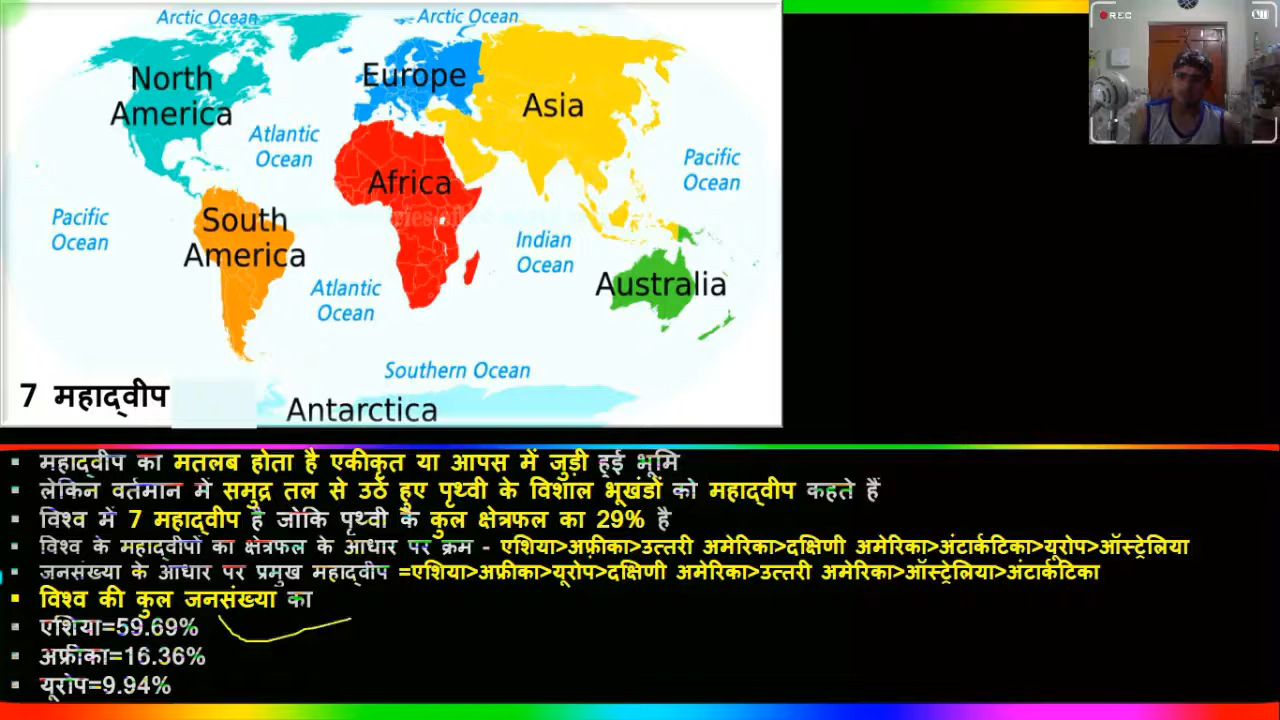 Arctic Ocean
Arctic Ocean
North America
Europe
Asia
Atlantic Ocean
Pacific Ocean
Africa
Pacific Ocean
South America
Indian Ocean
Australia
Atlantic Ocean
Southern Ocean
7 महाद्वीप
Antarctica
REC
▪ महाद्वीप का मतलब होता है एकीकृत या आपस में जुड़ी हुई भूमि
▪ लेकिन वर्तमान में समुद्र तल से उठे हुए पृथ्वी के विशाल भूखंडों को महाद्वीप कहते हैं
▪ विश्व में 7 महाद्वीप है जोकि पृथ्वी के कुल क्षेत्रफल का 29% है
▪ विश्व के महाद्वीपों का क्षेत्रफल के आधार पर क्रम - एशिया>अफ़्रीका>उत्तरी अमेरिका>दक्षिणी अमेरिका>अंटार्कटिका>यूरोप>ऑस्ट्रेलिया
▪ जनसंख्या के आधार पर प्रमुख महाद्वीप =एशिया>अफ्रीका>यूरोप>दक्षिणी अमेरिका>उत्तरी अमेरिका>ऑस्ट्रेलिया>अंटार्कटिका
▪ विश्व की कुल जनसंख्या का
▪ एशिया=59.69%
▪ अफ्रीका=16.36%
▪ यूरोप=9.94%